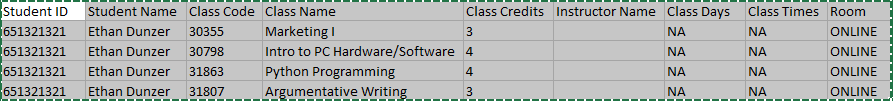 Student ID Student Name Class Code Class Name Class Credits Instructor Name Class Days Class Times Room
651321321 Ethan Dunzer 30355 Marketing I 3 NA NA ONLINE
651321321 Ethan Dunzer 30798 Intro to PC Hardware/Software 4 NA NA ONLINE
651321321 Ethan Dunzer 31863 Python Programming 4 NA NA ONLINE
651321321 Ethan Dunzer 31807 Argumentative Writing 3 NA NA ONLINE